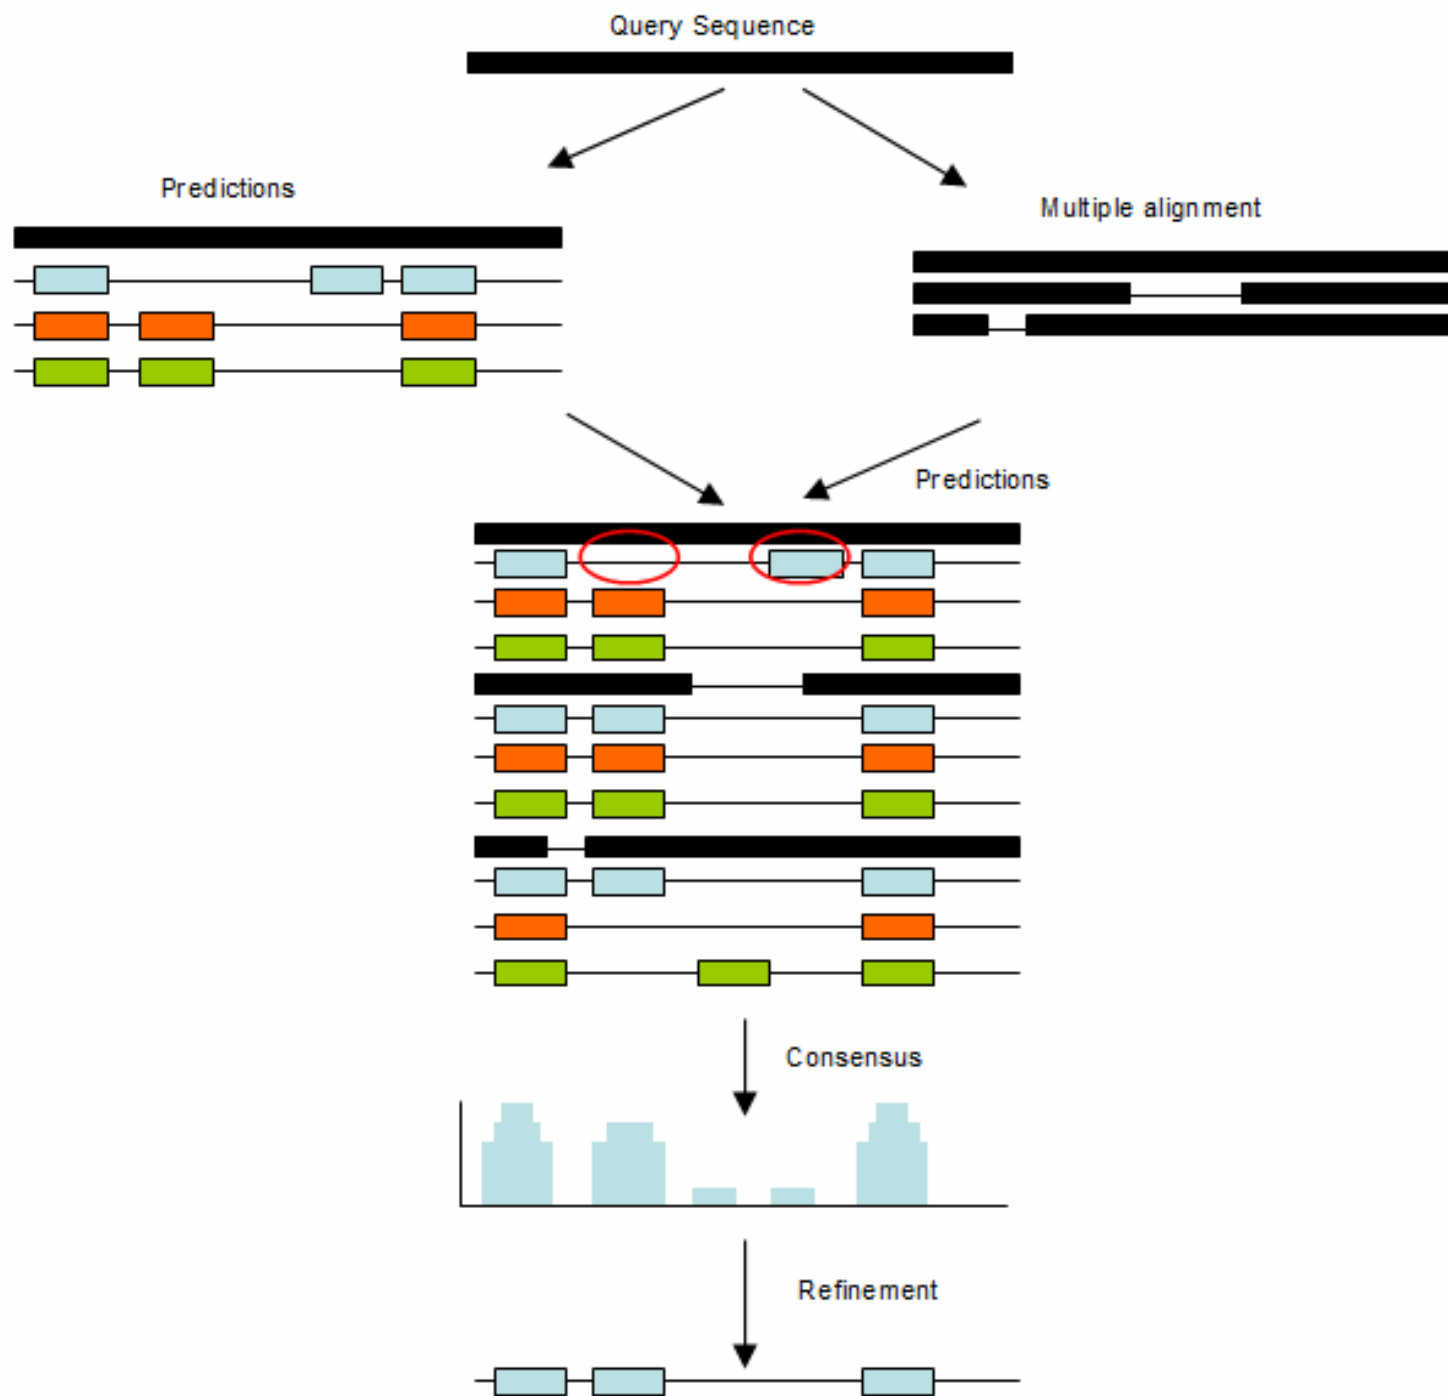 Query Sequence
Predictions
Multiple alignment
Predictions
Consensus
Refinement